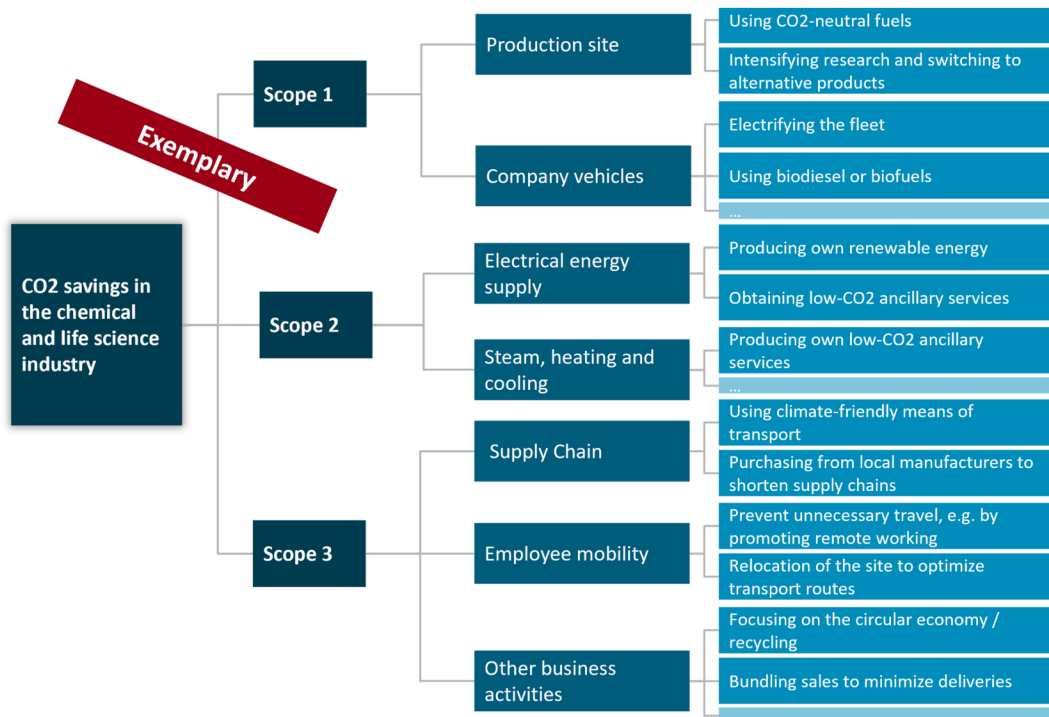 Exemplary
CO2 savings in
the chemical
and life science
industry
Scope 1
Production site
Using CO2-neutral fuels
Intensifying research and switching to
alternative products
Company vehicles
Electrifying the fleet
Using biodiesel or biofuels
...
Scope 2
Electrical energy
supply
Producing own renewable energy
Obtaining low-CO2 ancillary services
Steam, heating and
cooling
Producing own low-CO2 ancillary
services
...
Scope 3
Supply Chain
Using climate-friendly means of
transport
Purchasing from local manufacturers to
shorten supply chains
Employee mobility
Prevent unnecessary travel, e.g. by
promoting remote working
Relocation of the site to optimize
transport routes
Other business
activities
Focusing on the circular economy /
recycling
Bundling sales to minimize deliveries